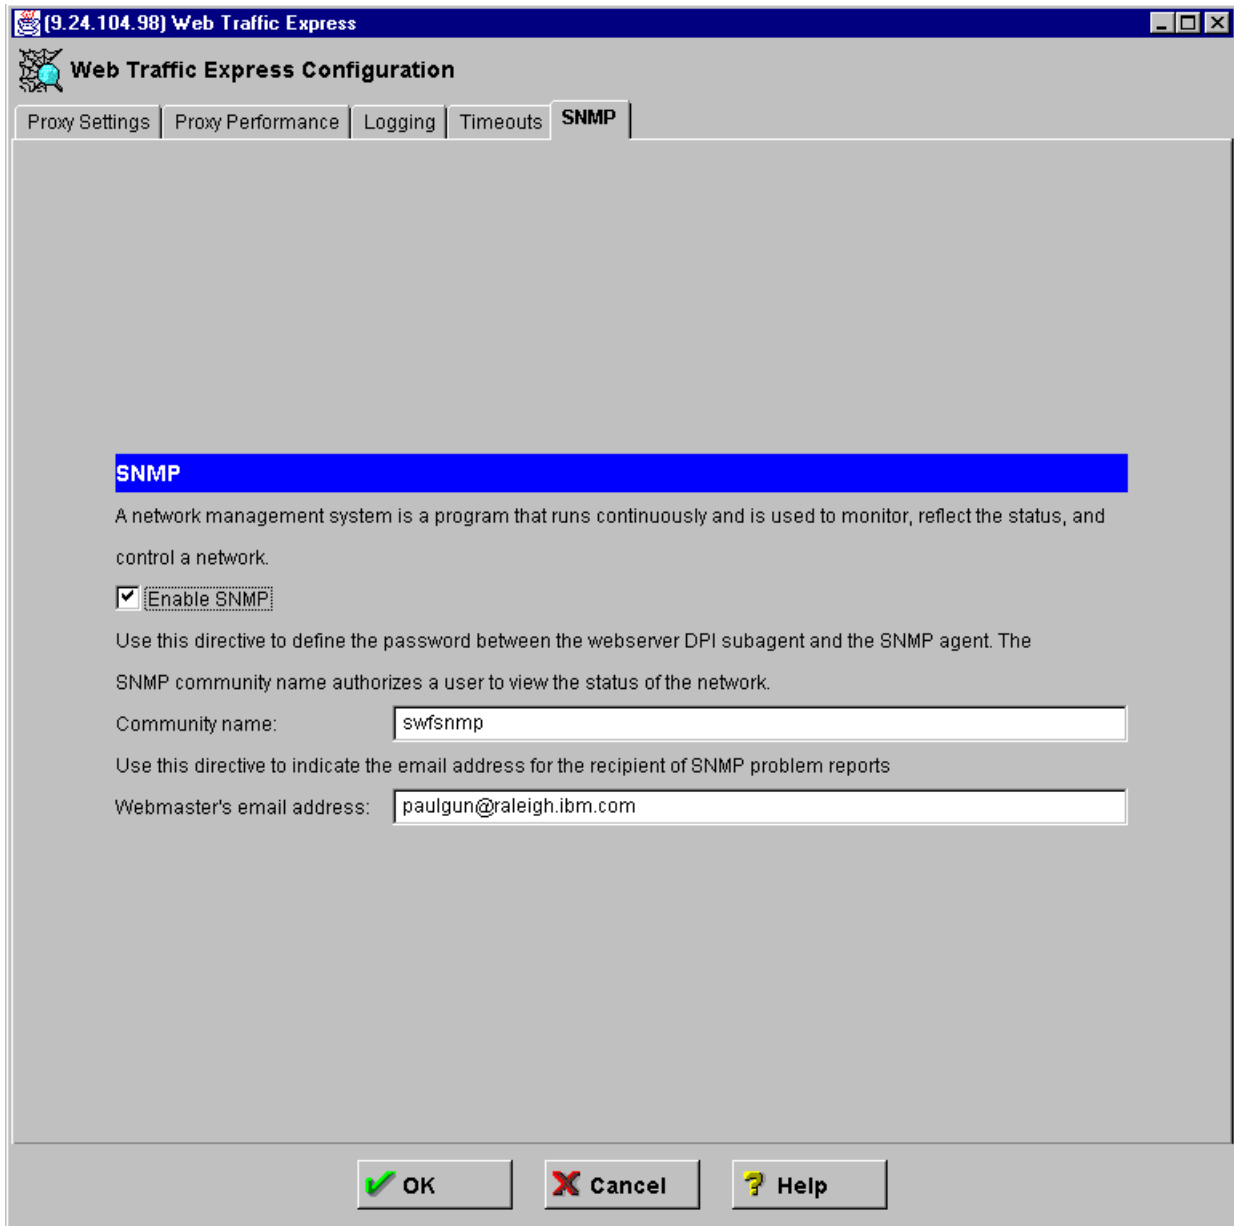 (9.24.104.98) Web Traffic Express
Web Traffic Express Configuration
Proxy Settings
Proxy Performance
Logging
Timeouts
SNMP
SNMP
A network management system is a program that runs continuously and is used to monitor, reflect the status, and
control a network.
Enable SNMP
Use this directive to define the password between the webserver DPI subagent and the SNMP agent. The
SNMP community name authorizes a user to view the status of the network.
Community name: swfsnmp
Use this directive to indicate the email address for the recipient of SNMP problem reports
Webmaster's email address: paulgun@raleigh.ibm.com
OK
Cancel
Help